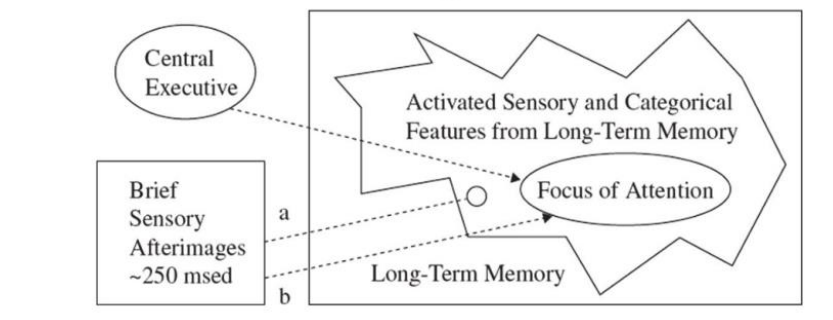 Central
Executive
Activated Sensory and Categorical
Features from Long-Term Memory
Focus of Attention
Brief
Sensory
Afterimages
~250 msed
a
b
Long-Term Memory